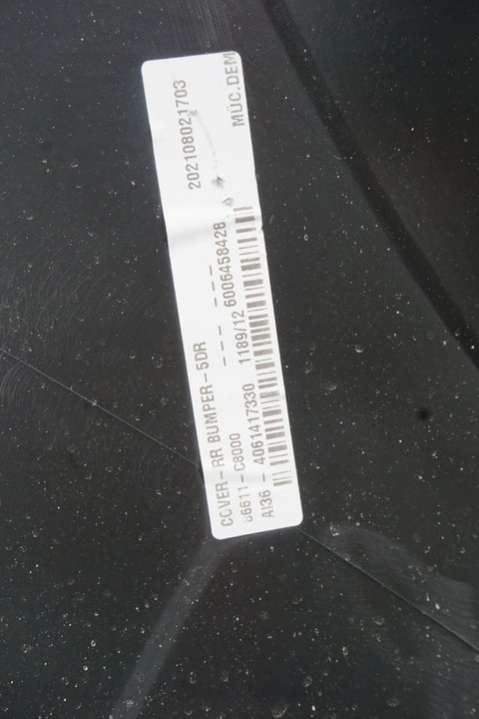 COVER-RR BUMPER-5DR 202108021703
86611-C8000 --- --- 6006458428
AI36 - 4061417330 1189/12 MUC.DEM